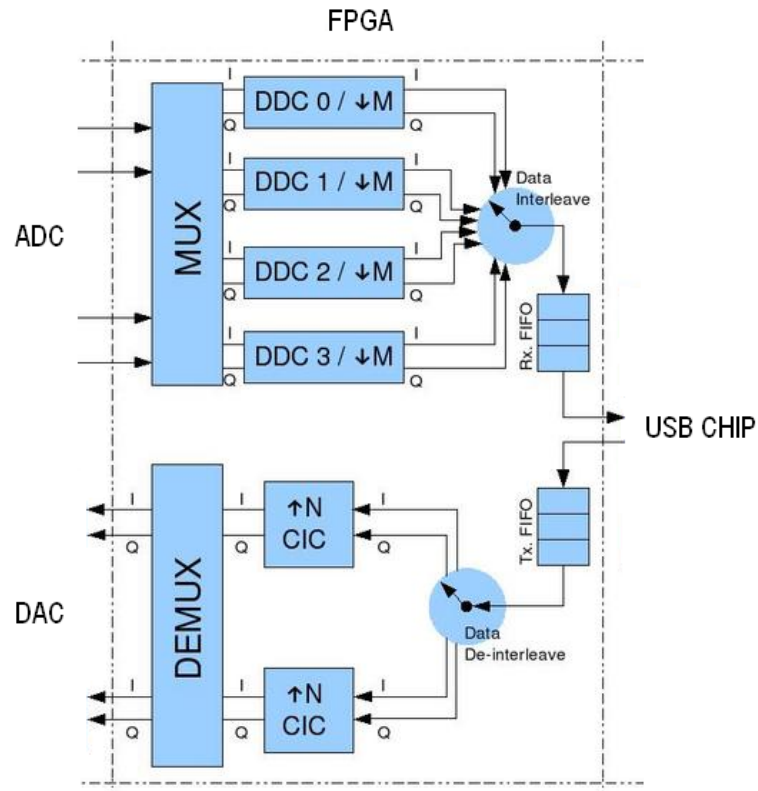 FPGA
I
DDC 0 / ↓M
I
Q
Q
I
DDC 1 / ↓M
I
Q
Q
Data
Interleave
MUX
ADC
I
DDC 2 / ↓M
I
Q
Q
Rx. FIFO
I
DDC 3 / ↓M
I
Q
Q
USB CHIP
I
I
↑N
CIC
I
Q
Q
Q
Tx. FIFO
DEMUX
DAC
Data
De-interleave
I
I
↑N
CIC
I
Q
Q
Q